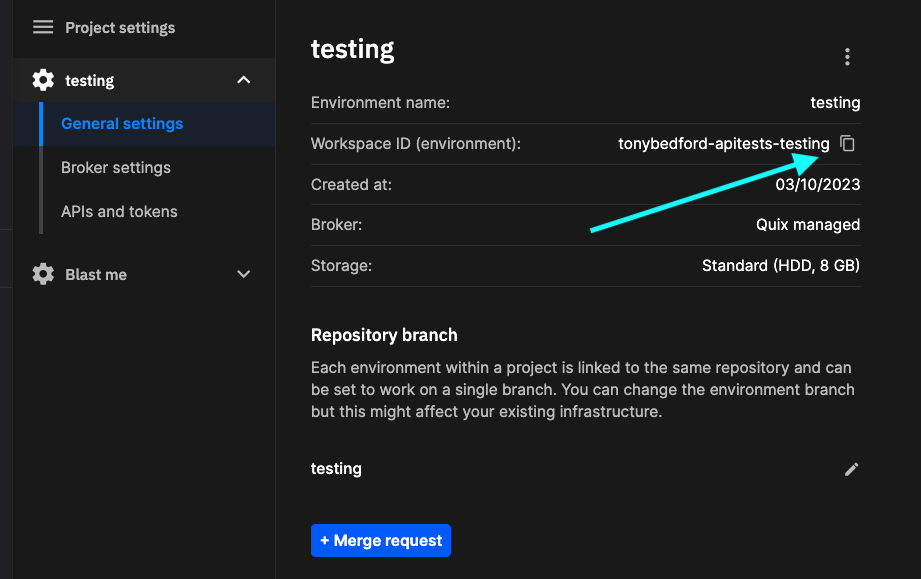 Project settings
testing
General settings
Broker settings
APIs and tokens
Blast me
testing
Environment name: testing
Workspace ID (environment): tonybedford-apitests-testing
Created at: 03/10/2023
Broker: Quix managed
Storage: Standard (HDD, 8 GB)
Repository branch
Each environment within a project is linked to the same repository and can
be set to work on a single branch. You can change the environment branch
but this might affect your existing infrastructure.
testing
+ Merge request